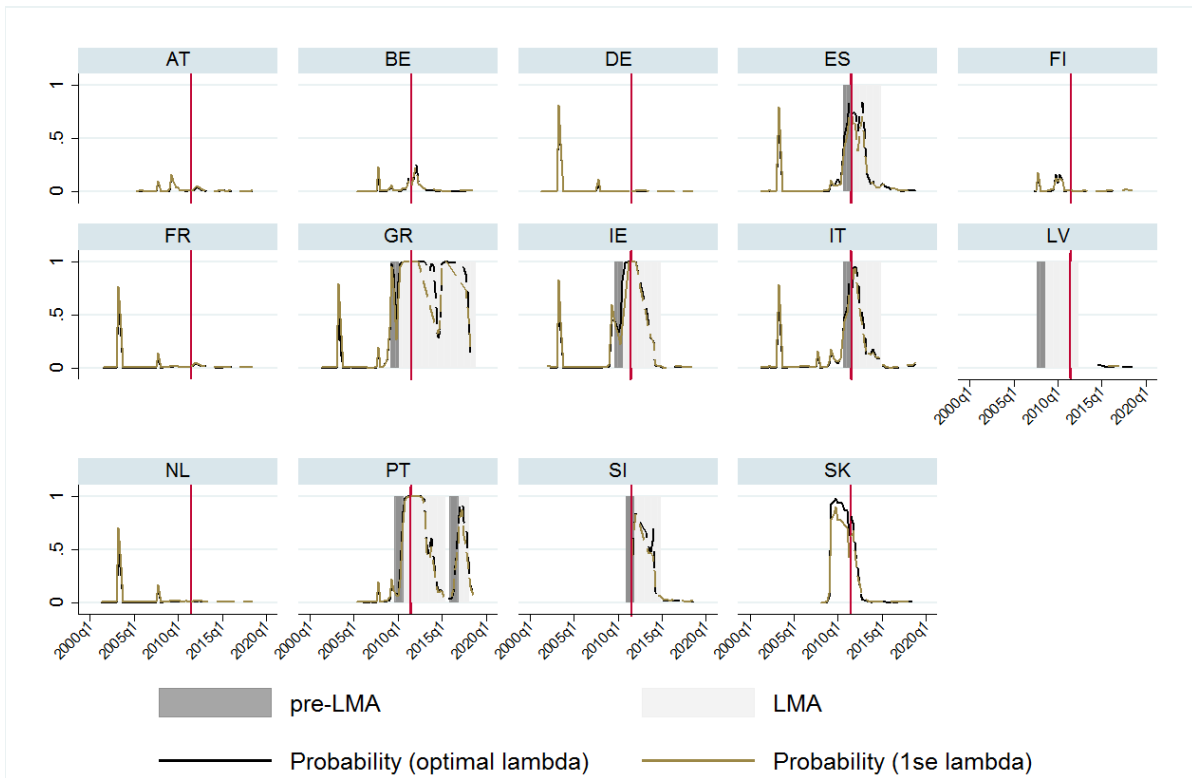 AT BE DE ES FI
1
.5
0
FR GR IE IT LV
1
.5
0
2000q1 2005q1 2010q1 2015q1 2020q1
NL PT SI SK
1
.5
0
2000q1 2005q1 2010q1 2015q1 2020q1 2000q1 2005q1 2010q1 2015q1 2020q1 2000q1 2005q1 2010q1 2015q1 2020q1 2000q1 2005q1 2010q1 2015q1 2020q1
pre-LMA LMA
Probability (optimal lambda) Probability (1se lambda)